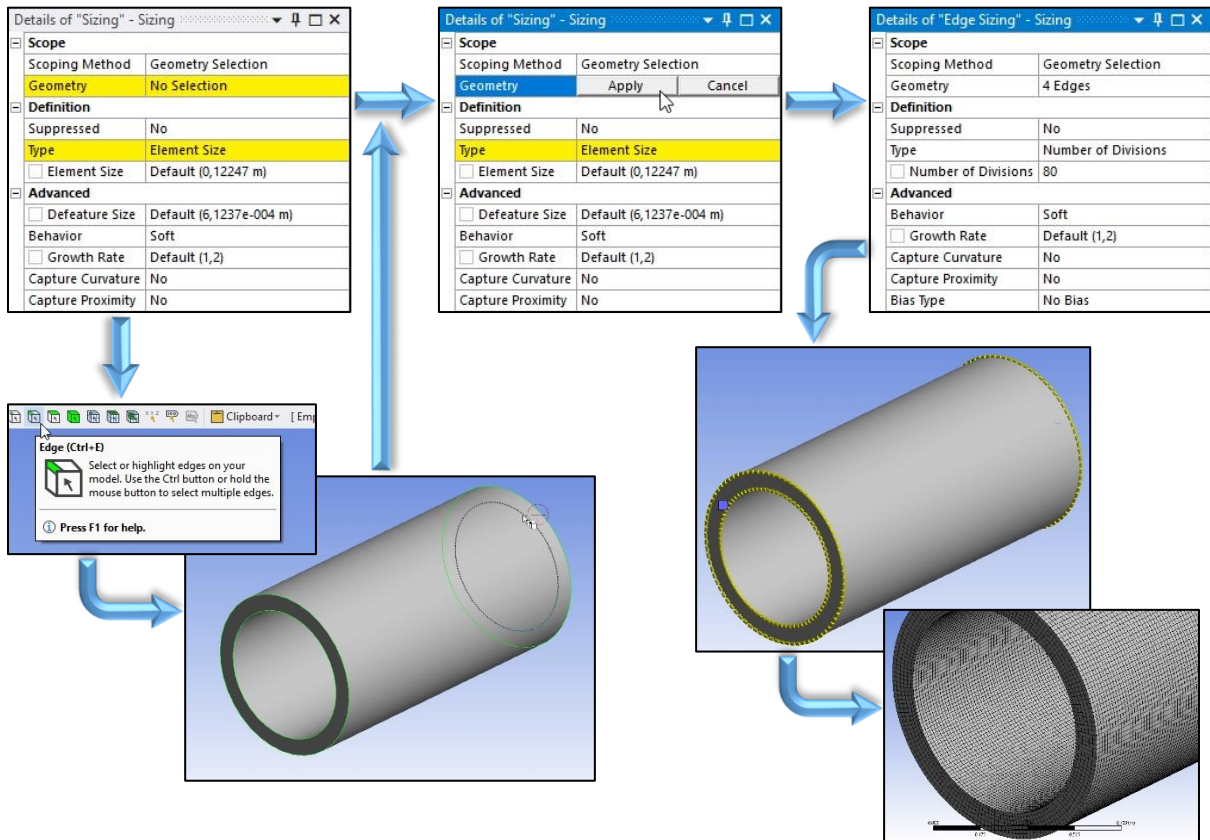 Details of "Sizing" - Sizing
Scope
Scoping Method Geometry Selection
Geometry No Selection
Definition
Suppressed No
Type Element Size
Element Size Default (0,12247 m)
Advanced
Defeature Size Default (6,1237e-004 m)
Behavior Soft
Growth Rate Default (1,2)
Capture Curvature No
Capture Proximity No
Details of "Sizing" - Sizing
Scope
Scoping Method Geometry Selection
Geometry Apply Cancel
Definition
Suppressed No
Type Element Size
Element Size Default (0,12247 m)
Advanced
Defeature Size Default (6,1237e-004 m)
Behavior Soft
Growth Rate Default (1,2)
Capture Curvature No
Capture Proximity No
Details of "Edge Sizing" - Sizing
Scope
Scoping Method Geometry Selection
Geometry 4 Edges
Definition
Suppressed No
Type Number of Divisions
Number of Divisions 80
Advanced
Behavior Soft
Growth Rate Default (1,2)
Capture Curvature No
Capture Proximity No
Bias Type No Bias
Clipboard [ Emp
Edge (Ctrl+E)
Select or highlight edges on your
model. Use the Ctrl button or hold the
mouse button to select multiple edges.
Press F1 for help.